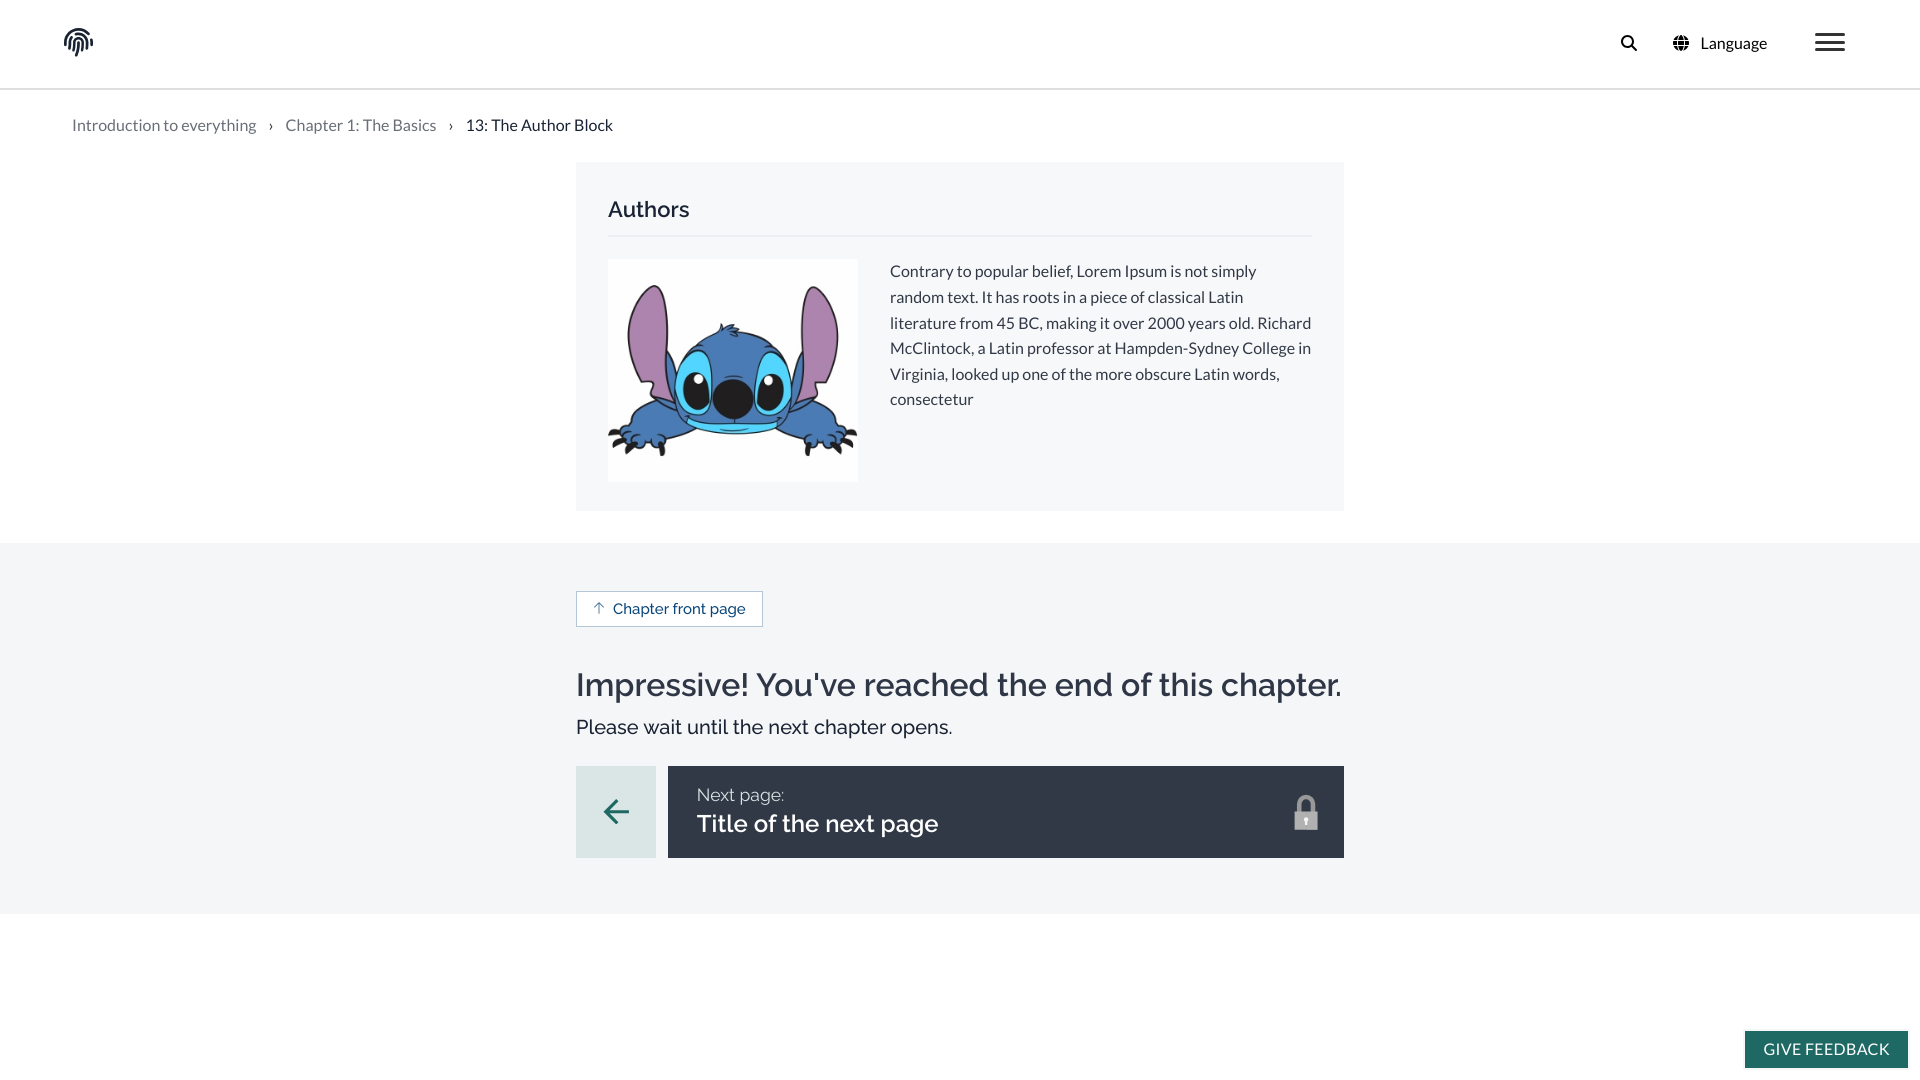 Language
Introduction to everything › Chapter 1: The Basics › 13: The Author Block
Authors
Contrary to popular belief, Lorem Ipsum is not simply
random text. It has roots in a piece of classical Latin
literature from 45 BC, making it over 2000 years old. Richard
McClintock, a Latin professor at Hampden-Sydney College in
Virginia, looked up one of the more obscure Latin words,
consectetur
Chapter front page
Impressive! You've reached the end of this chapter.
Please wait until the next chapter opens.
Next page:
Title of the next page
GIVE FEEDBACK